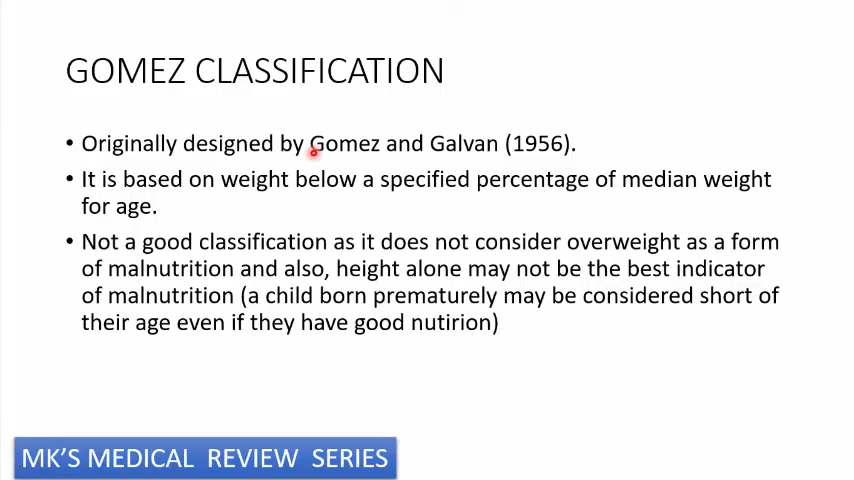 GOMEZ CLASSIFICATION
• Originally designed by Gomez and Galvan (1956).
• It is based on weight below a specified percentage of median weight
for age.
• Not a good classification as it does not consider overweight as a form
of malnutrition and also, height alone may not be the best indicator
of malnutrition (a child born prematurely may be considered short of
their age even if they have good nutirion)
MK'S MEDICAL REVIEW SERIES